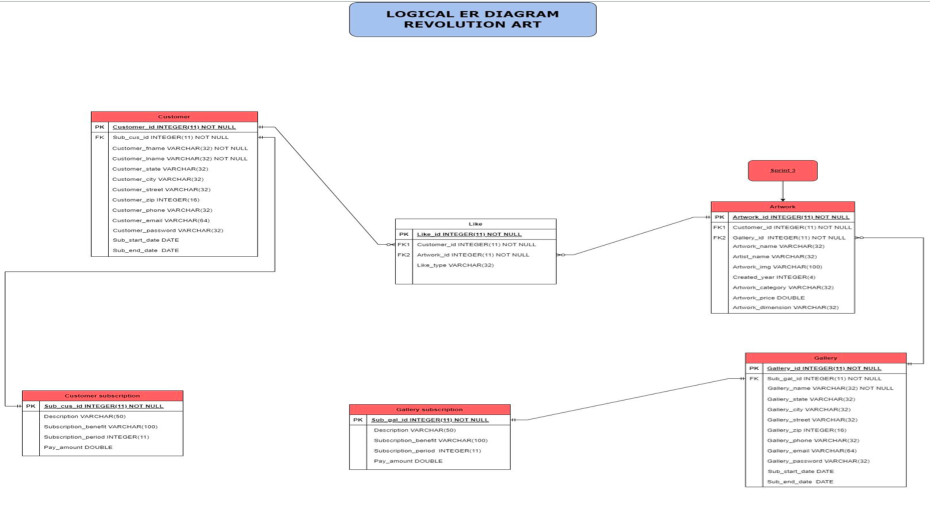 LOGICAL ER DIAGRAM
REVOLUTION ART
Customer
PK Customer_id INTEGER(11) NOT NULL
FK Sub_cus_id INTEGER(11) NOT NULL
Customer_fname VARCHAR(32) NOT NULL
Customer_lname VARCHAR(32) NOT NULL
Customer_state VARCHAR(32)
Customer_city VARCHAR(32)
Customer_street VARCHAR(32)
Customer_zip INTEGER(16)
Customer_phone VARCHAR(32)
Customer_email VARCHAR(64)
Customer_password VARCHAR(32)
Sub_start_date DATE
Sub_end_date DATE
Like
PK Like_id INTEGER(11) NOT NULL
FK1 Customer_id INTEGER(11) NOT NULL
FK2 Artwork_id INTEGER(11) NOT NULL
Like_type VARCHAR(32)
Sprint 2
Artwork
PK Artwork_id INTEGER(11) NOT NULL
FK1 Customer_id INTEGER(11) NOT NULL
FK2 Gallery_id INTEGER(11) NOT NULL
Artwork_name VARCHAR(32)
Artist_name VARCHAR(32)
Artwork_img VARCHAR(100)
Created_year INTEGER(4)
Artwork_category VARCHAR(32)
Artwork_price DOUBLE
Artwork_dimension VARCHAR(32)
Customer subscription
PK Sub_cus_id INTEGER(11) NOT NULL
Description VARCHAR(50)
Subscription_benefit VARCHAR(100)
Subscription_period INTEGER(11)
Pay_amount DOUBLE
Gallery subscription
PK Sub_gal_id INTEGER(11) NOT NULL
Description VARCHAR(50)
Subscription_benefit VARCHAR(100)
Subscription_period INTEGER(11)
Pay_amount DOUBLE
Gallery
PK Gallery_id INTEGER(11) NOT NULL
FK Sub_gal_id INTEGER(11) NOT NULL
Gallery_name VARCHAR(32) NOT NULL
Gallery_state VARCHAR(32)
Gallery_city VARCHAR(32)
Gallery_street VARCHAR(32)
Gallery_zip INTEGER(16)
Gallery_phone VARCHAR(32)
Gallery_email VARCHAR(64)
Gallery_password VARCHAR(32)
Sub_start_date DATE
Sub_end_date DATE